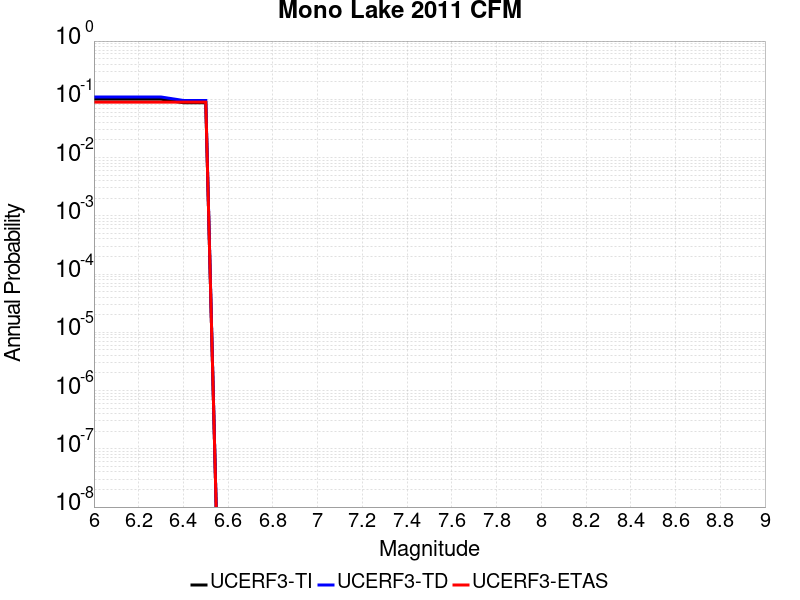 Mono Lake 2011 CFM
10^0
10^-1
10^-2
10^-3
10^-4
10^-5
10^-6
10^-7
10^-8
Annual Probability
6 6.2 6.4 6.6 6.8 7 7.2 7.4 7.6 7.8 8 8.2 8.4 8.6 8.8 9
Magnitude
UCERF3-TI UCERF3-TD UCERF3-ETAS